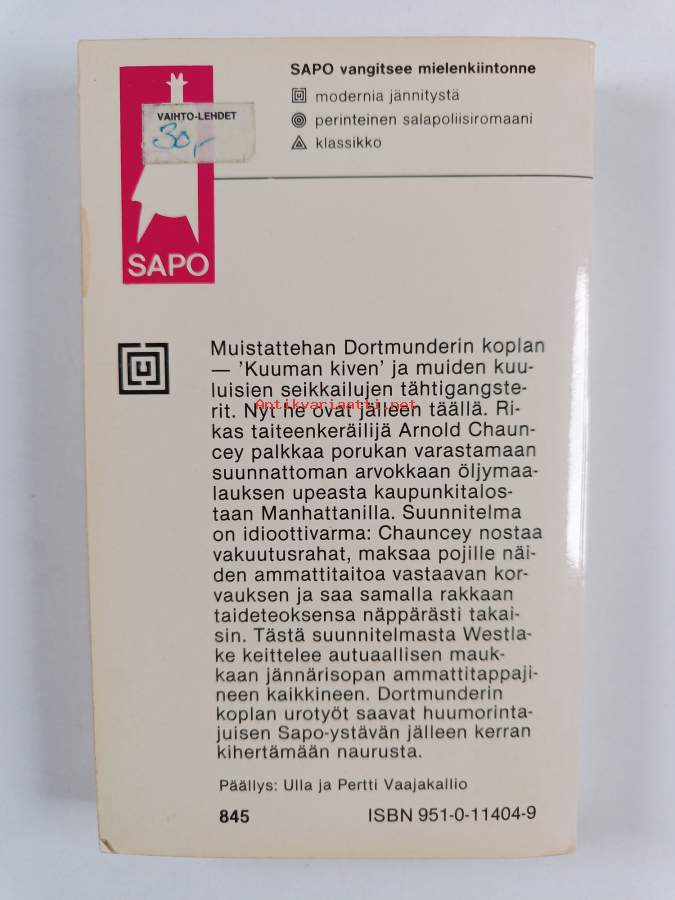 SAPO vangitsee mielenkiintonne
modernia jännitystä
perinteinen salapoliisiromaani
klassikko
VAIHTO-LEHDET
30,-
SAPO
Muistattehan Dortmunderin koplan
— 'Kuuman kiven' ja muiden kuu-
luisien seikkailujen tähtigangste-
rit. Nyt he ovat jälleen täällä. Ri-
Antikvariaatti.net
kas taiteenkeräilijä Arnold Chaun-
cey palkkaa porukan varastamaan
suunnattoman arvokkaan öljymaa-
lauksen upeasta kaupunkitalos-
taan Manhattanilla. Suunnitelma
on idioottivarma: Chauncey nostaa
vakuutusrahat, maksaa pojille näi-
den ammattitaitoa vastaavan kor-
vauksen ja saa samalla rakkaan
taideteoksensa näppärästi takai-
sin. Tästä suunnitelmasta Westla-
ke keittelee autuaallisen mauk-
kaan jännärisopan ammattitappaji-
neen kaikkineen. Dortmunderin
koplan urotyöt saavat huumorinta-
juisen Sapo-ystävän jälleen kerran
kihertämään naurusta.
Päällys: Ulla ja Pertti Vaajakallio
845 ISBN 951-0-11404-9